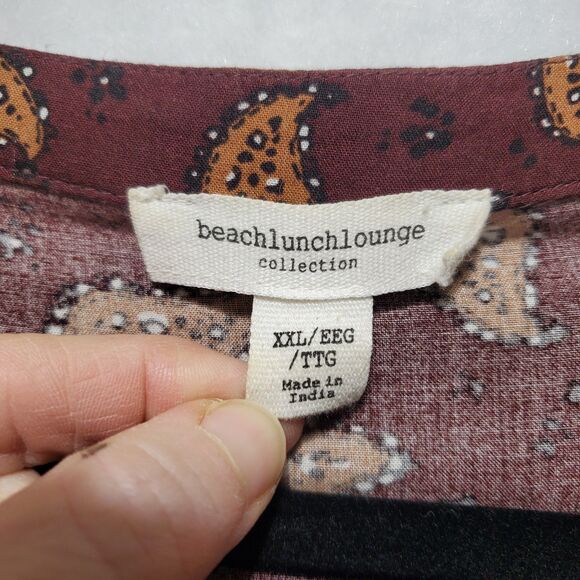 beachlunchlounge
collection
XXL/EEG
/TTG
Made in
India